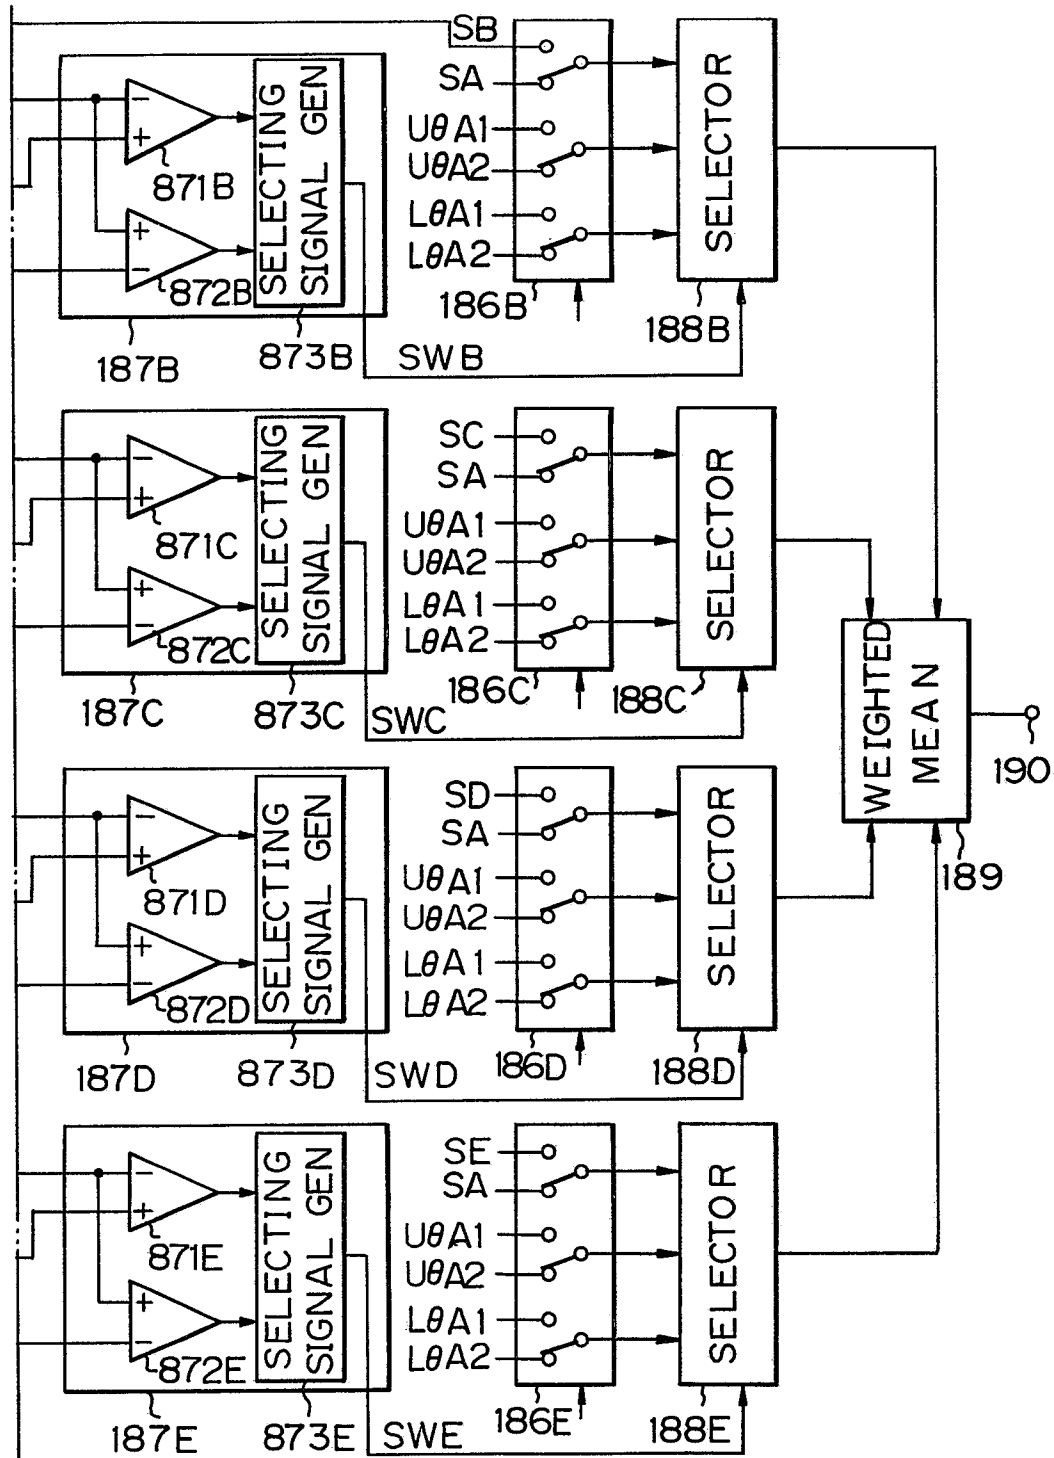 SB
SA
UθA1
UθA2
LθA1
LθA2
−
+
871B
+
−
872B
SELECTING
SIGNAL GEN
SELECTOR
187B
873B
SWB
186B
188B
SC
SA
UθA1
UθA2
LθA1
LθA2
−
+
871C
+
−
872C
SELECTING
SIGNAL GEN
SELECTOR
187C
873C
SWC
186C
188C
WEIGHTED
MEAN
190
189
SD
SA
UθA1
UθA2
LθA1
LθA2
−
+
871D
+
−
872D
SELECTING
SIGNAL GEN
SELECTOR
187D
873D
SWD
186D
188D
SE
SA
UθA1
UθA2
LθA1
LθA2
−
+
871E
+
−
872E
SELECTING
SIGNAL GEN
SELECTOR
187E
873E
SWE
186E
188E